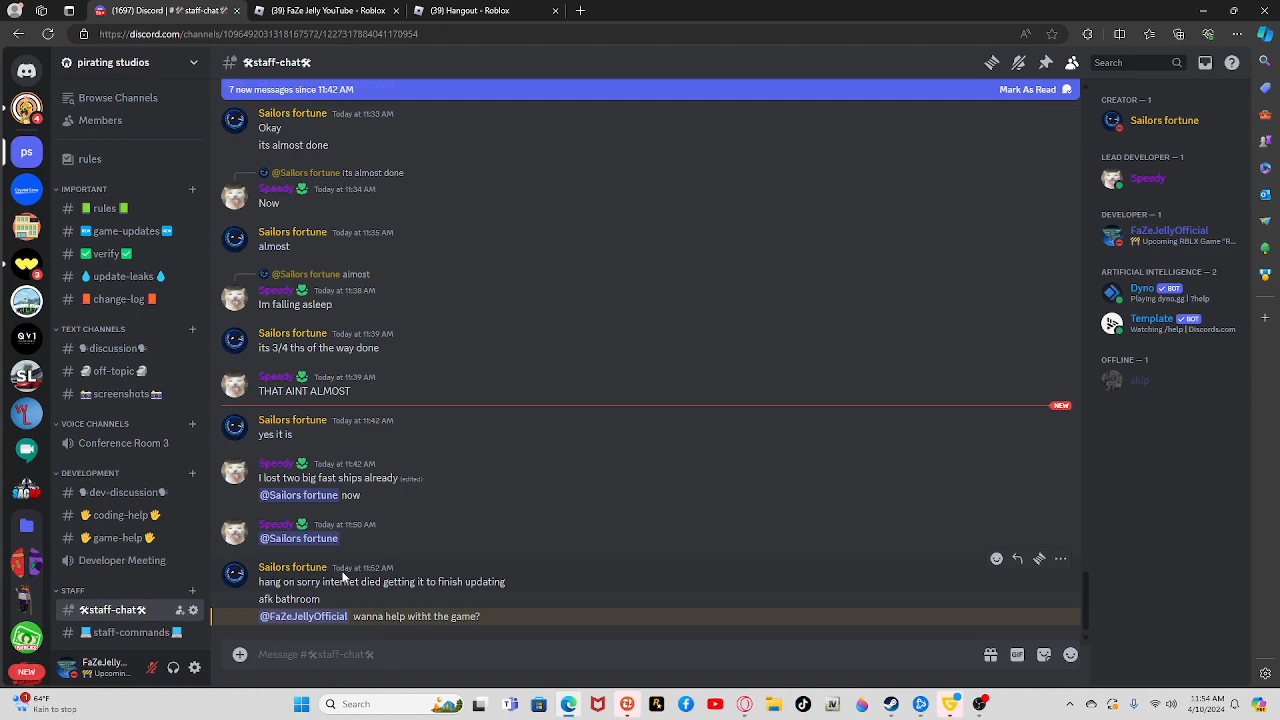 (1697) Discord | #🛠staff-chat🛠
(39) FaZe Jelly YouTube - Roblox
(39) Hangout - Roblox
https://discord.com/channels/1096492031318167572/1227317884041170954
pirating studios
#🛠staff-chat🛠
Search
7 new messages since 11:42 AM
Mark As Read
4
ps
Crystal Cove
3
SL
WL
NEW
Browse Channels
Members
rules
IMPORTANT
📗rules📗
🆕game-updates🆕
✅verify✅
💧update-leaks💧
📕change-log📕
TEXT CHANNELS
🗣discussion🗣
off-topic
📸screenshots📸
VOICE CHANNELS
Conference Room 3
DEVELOPMENT
🗣dev-discussion🗣
🖐coding-help🖐
🖐game-help🖐
Developer Meeting
STAFF
🛠staff-chat🛠
💻staff-commands💻
FaZeJelly...
🚧 Upcomin...
Sailors fortune Today at 11:33 AM
Okay
its almost done
@Sailors fortune its almost done
Speedy Today at 11:34 AM
Now
Sailors fortune Today at 11:35 AM
almost
@Sailors fortune almost
Speedy Today at 11:38 AM
Im falling asleep
Sailors fortune Today at 11:39 AM
its 3/4 ths of the way done
Speedy Today at 11:39 AM
THAT AINT ALMOST
NEW
Sailors fortune Today at 11:42 AM
yes it is
Speedy Today at 11:42 AM
I lost two big fast ships already (edited)
@Sailors fortune now
Speedy Today at 11:50 AM
@Sailors fortune
Sailors fortune Today at 11:52 AM
hang on sorry internet died getting it to finish updating
afk bathroom
@FaZeJellyOfficial wanna help witht the game?
Message #🛠staff-chat🛠
GIF
CREATOR — 1
Sailors fortune
LEAD DEVELOPER — 1
Speedy
DEVELOPER — 1
FaZeJellyOfficial
🚧 Upcoming RBLX Game "R...
ARTIFICIAL INTELLIGENCE — 2
Dyno ✓ BOT
Playing dyno.gg | ?help
Template ✓ BOT
Watching /help | Discords.com
OFFLINE — 1
skip
64°F
Rain to stop
Search
11:54 AM
4/10/2024